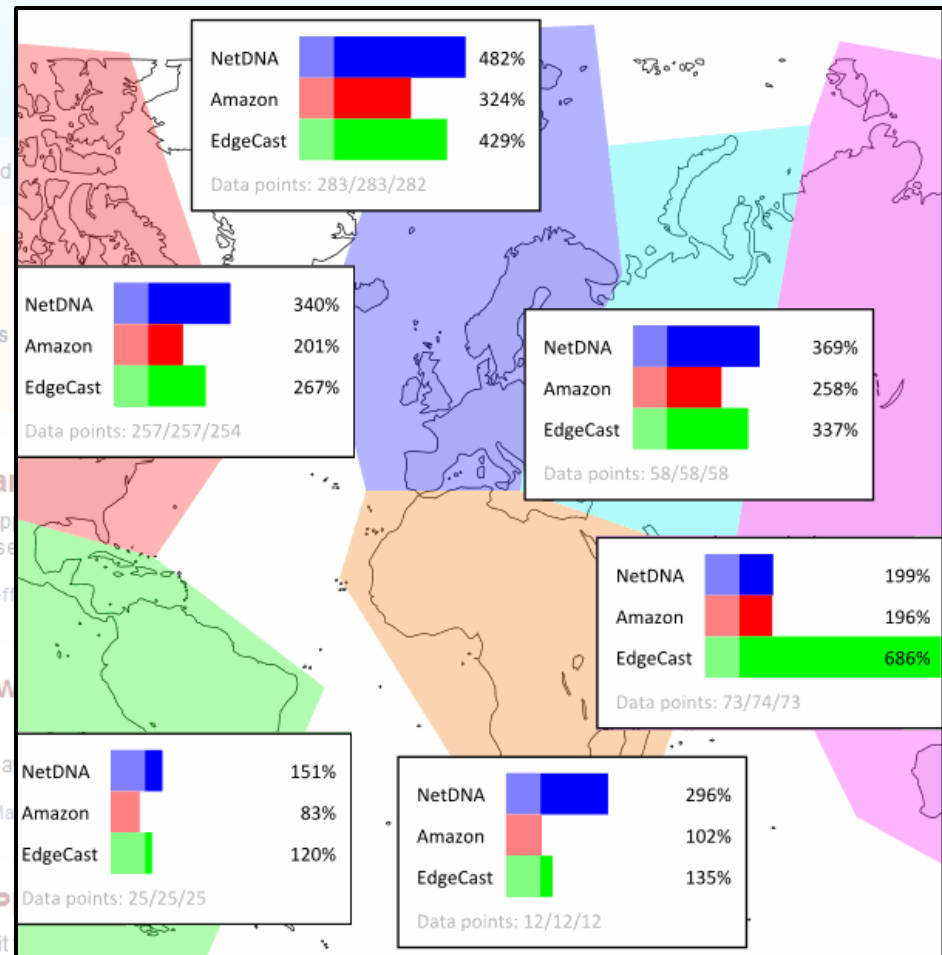 NetDNA 482%
Amazon 324%
EdgeCast 429%
Data points: 283/283/282
NetDNA 340%
Amazon 201%
EdgeCast 267%
Data points: 257/257/254
NetDNA 369%
Amazon 258%
EdgeCast 337%
Data points: 58/58/58
NetDNA 199%
Amazon 196%
EdgeCast 686%
Data points: 73/74/73
NetDNA 151%
Amazon 83%
EdgeCast 120%
Data points: 25/25/25
NetDNA 296%
Amazon 102%
EdgeCast 135%
Data points: 12/12/12